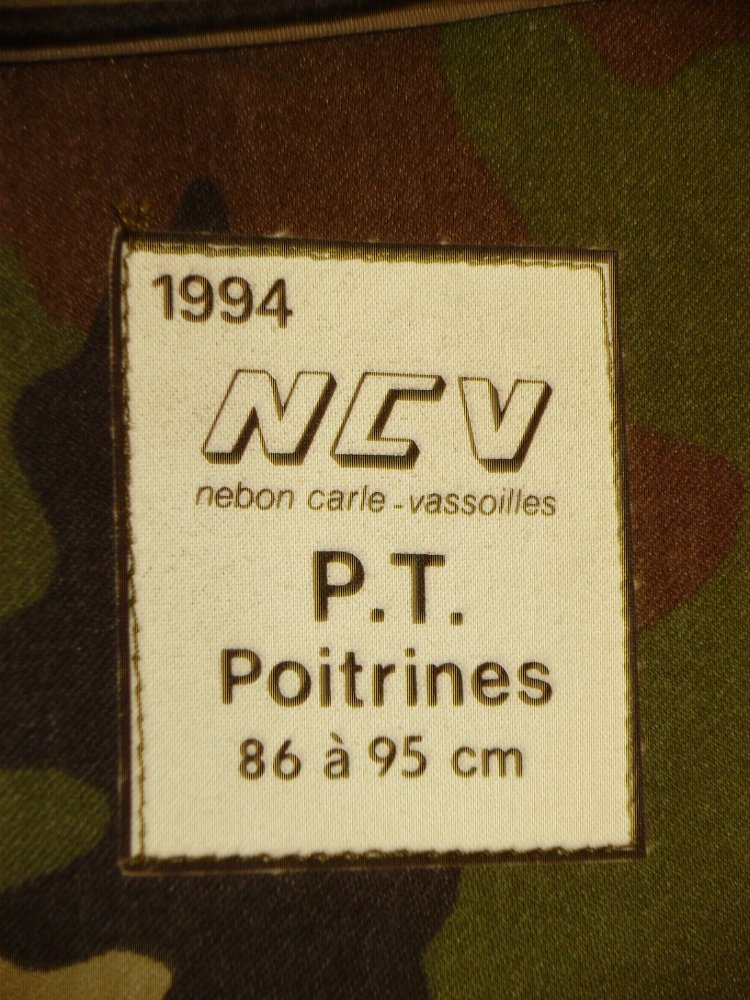 1994
NCV
nebon carle - vassoilles
P.T.
Poitrines
86 à 95 cm